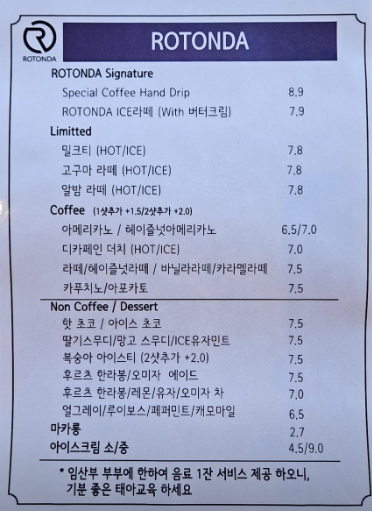 ROTONDA
ROTONDA
ROTONDA Signature
Special Coffee Hand Drip 8.9
ROTONDA ICE라떼 (With 버터크림) 7.9
Limitted
밀크티 (HOT/ICE) 7.8
고구마 라떼 (HOT/ICE) 7.8
알밤 라떼 (HOT/ICE) 7.8
Coffee (1샷추가 +1.5/2샷추가 +2.0)
아메리카노 / 헤이즐넛아메리카노 6.5/7.0
디카페인 더치 (HOT/ICE) 7.0
라떼/헤이즐넛라떼 / 바닐라라떼/카라멜라떼 7.5
카푸치노/아포카토 7.5
Non Coffee / Dessert
핫 초코 / 아이스 초코 7.5
딸기스무디/망고 스무디/ICE유자민트 7.5
복숭아 아이스티 (2샷추가 +2.0) 7.5
후르츠 한라봉/오미자 에이드 7.5
후르츠 한라봉/레몬/유자/오미자 차 7.0
얼그레이/루이보스/페퍼민트/캐모마일 6.5
마카롱 2.7
아이스크림 소/중 4.5/9.0
* 임산부 부부에 한하여 음료 1잔 서비스 제공 하오니,
기분 좋은 태아교육 하세요